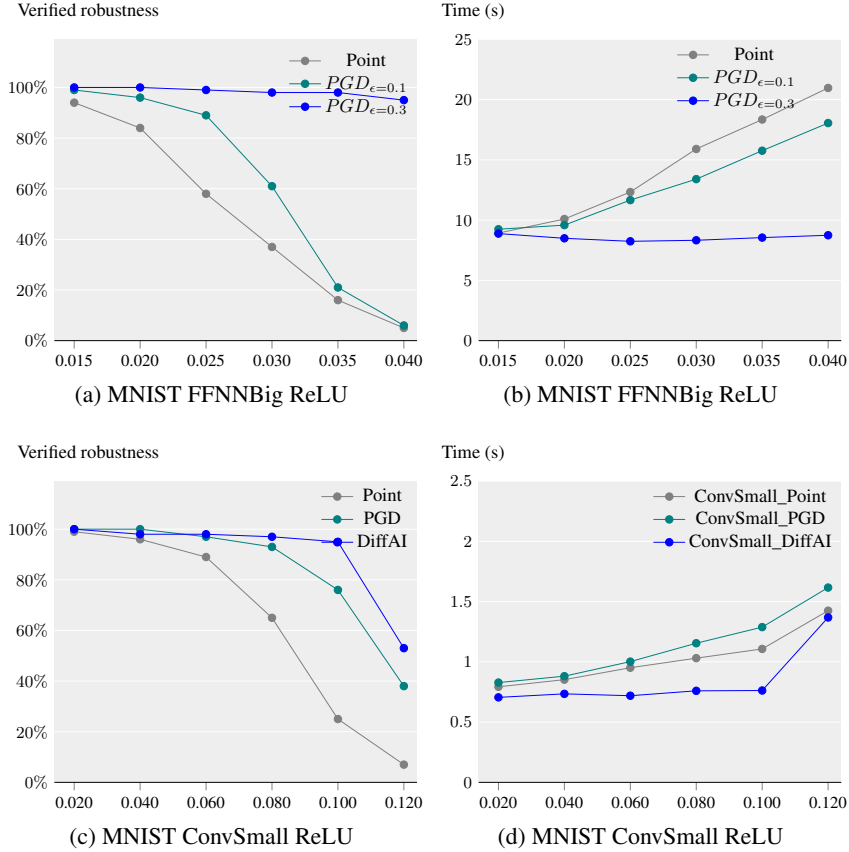 Verified robustness
Time (s)
Point
PGD_{ϵ=0.1}
PGD_{ϵ=0.3}
100%
80%
60%
40%
20%
0%
0.015 0.020 0.025 0.030 0.035 0.040
(a) MNIST FFNNBig ReLU
Point
PGD_{ϵ=0.1}
PGD_{ϵ=0.3}
25
20
15
10
5
0
0.015 0.020 0.025 0.030 0.035 0.040
(b) MNIST FFNNBig ReLU
Verified robustness
Time (s)
Point
PGD
DiffAI
100%
80%
60%
40%
20%
0%
0.020 0.040 0.060 0.080 0.100 0.120
(c) MNIST ConvSmall ReLU
ConvSmall_Point
ConvSmall_PGD
ConvSmall_DiffAI
2.5
2
1.5
1
0.5
0
0.020 0.040 0.060 0.080 0.100 0.120
(d) MNIST ConvSmall ReLU